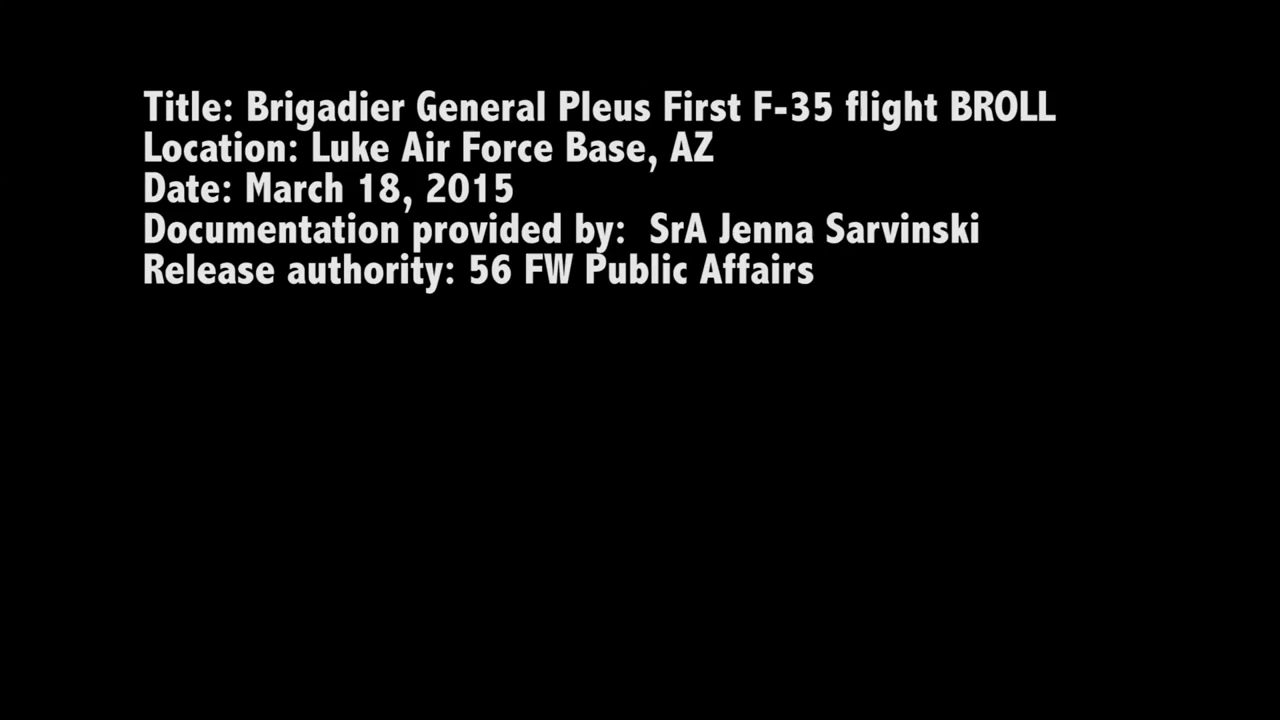 Title: Brigadier General Pleus First F-35 flight BROLL
Location: Luke Air Force Base, AZ
Date: March 18, 2015
Documentation provided by:  SrA Jenna Sarvinski
Release authority: 56 FW Public Affairs